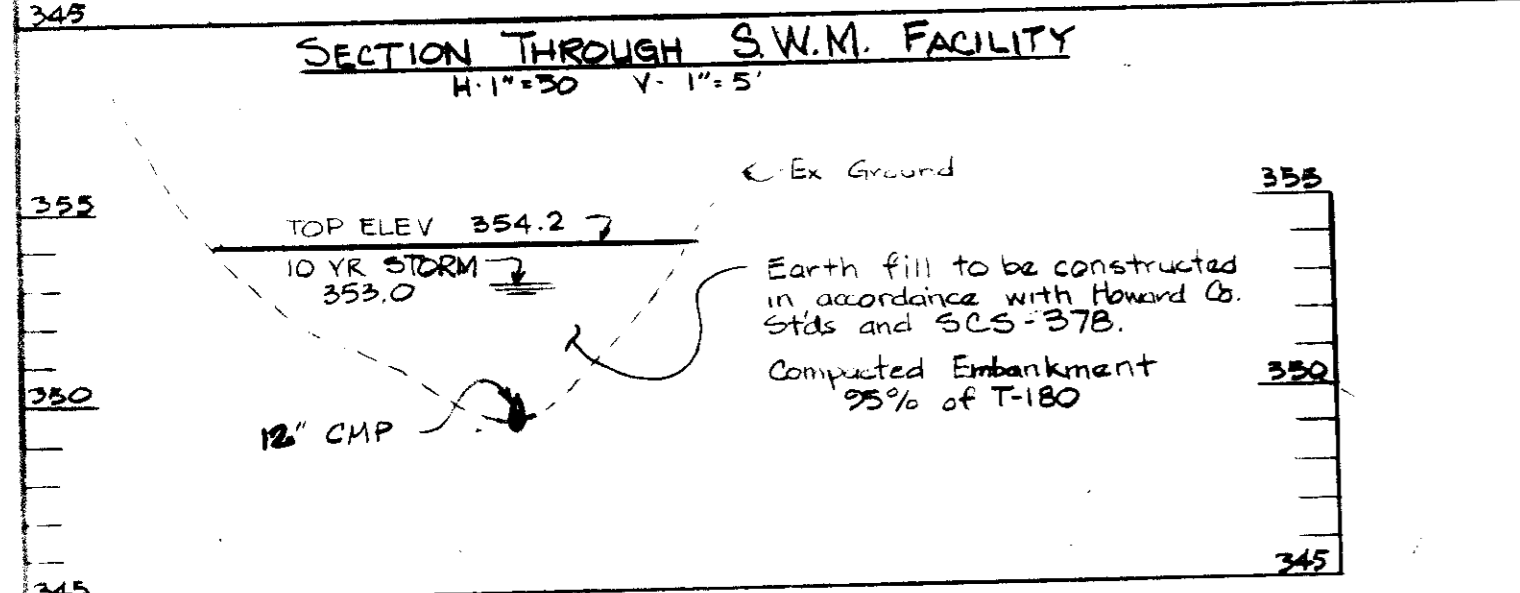 345
SECTION THROUGH S.W.M. FACILITY
H·1"=30 V- 1"=5'
Ex Ground
355
355
TOP ELEV 354.2
10 YR STORM
353.0
Earth fill to be constructed
in accordance with Howard Co.
St'ds and SCS-378.
Compacted Embankment
95% of T-180
350
350
12" CMP
345
345